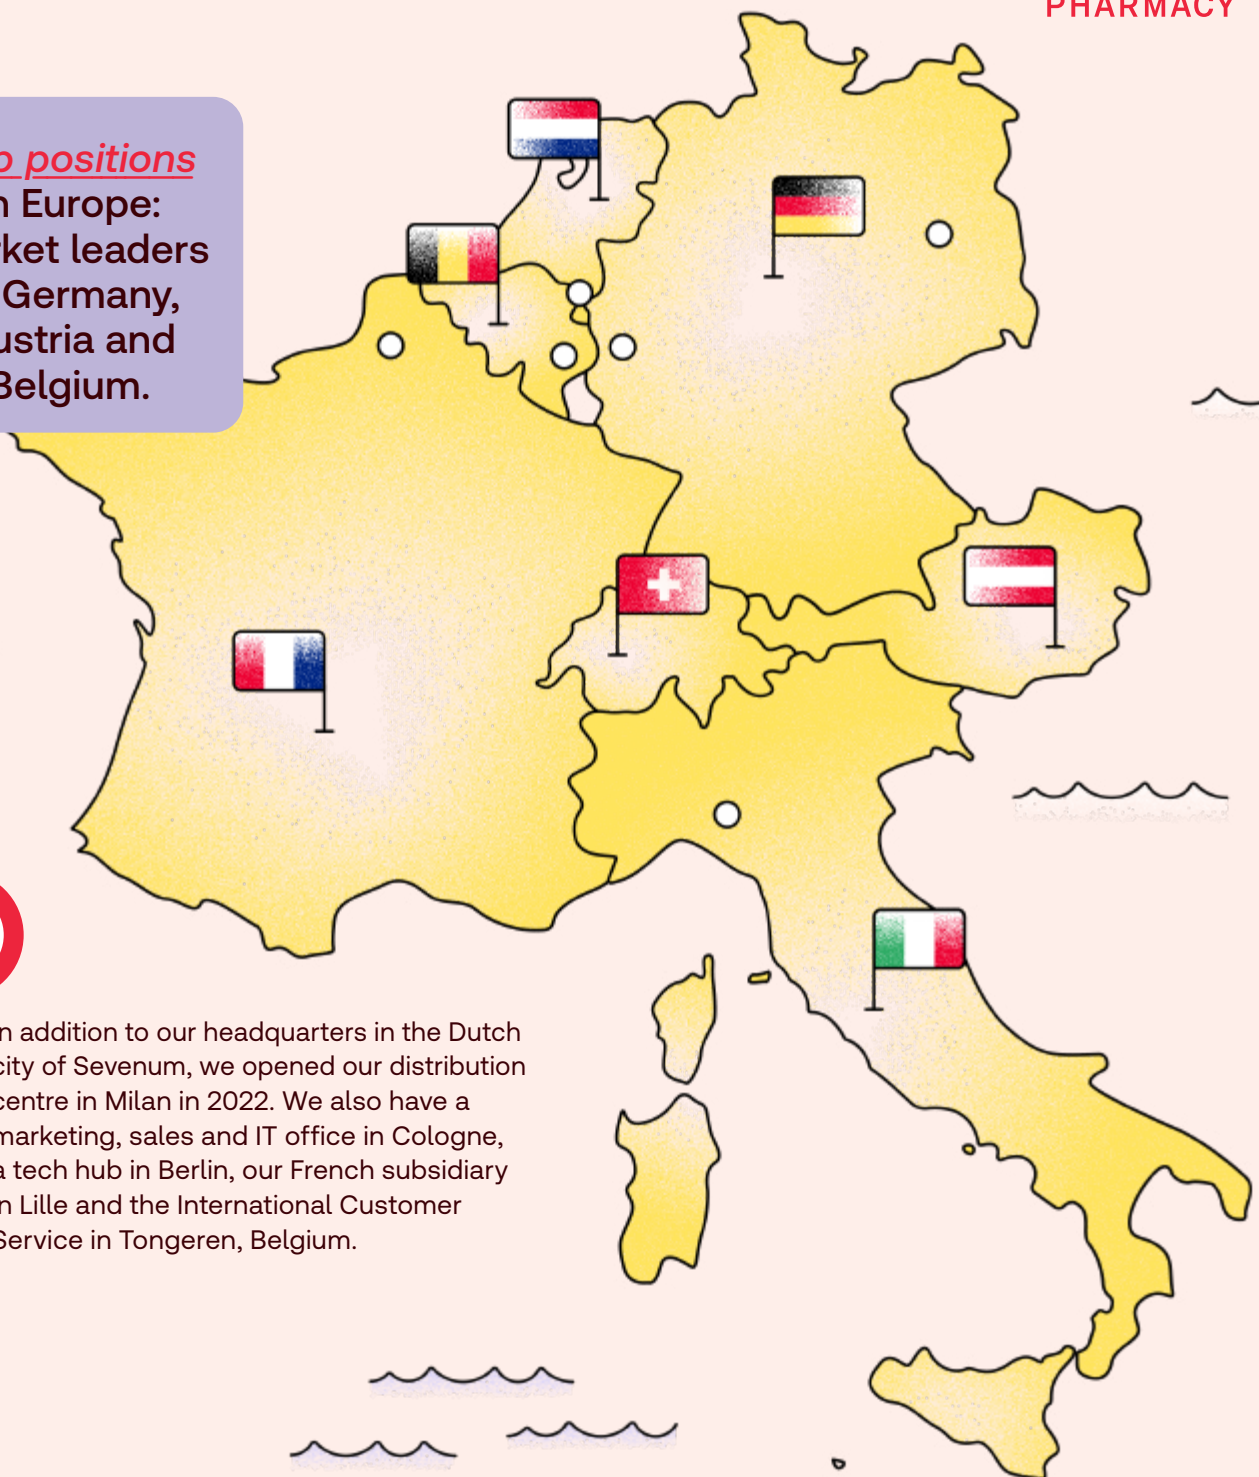 PHARMACY
positions
Europe:
leaders
Germany,
and
Belgium.
addition to our headquarters in the Dutch
city of Sevenum, we opened our distribution
centre in Milan in 2022. We also have a
marketing, sales and IT office in Cologne,
a tech hub in Berlin, our French subsidiary
Lille and the International Customer
Service in Tongeren, Belgium.